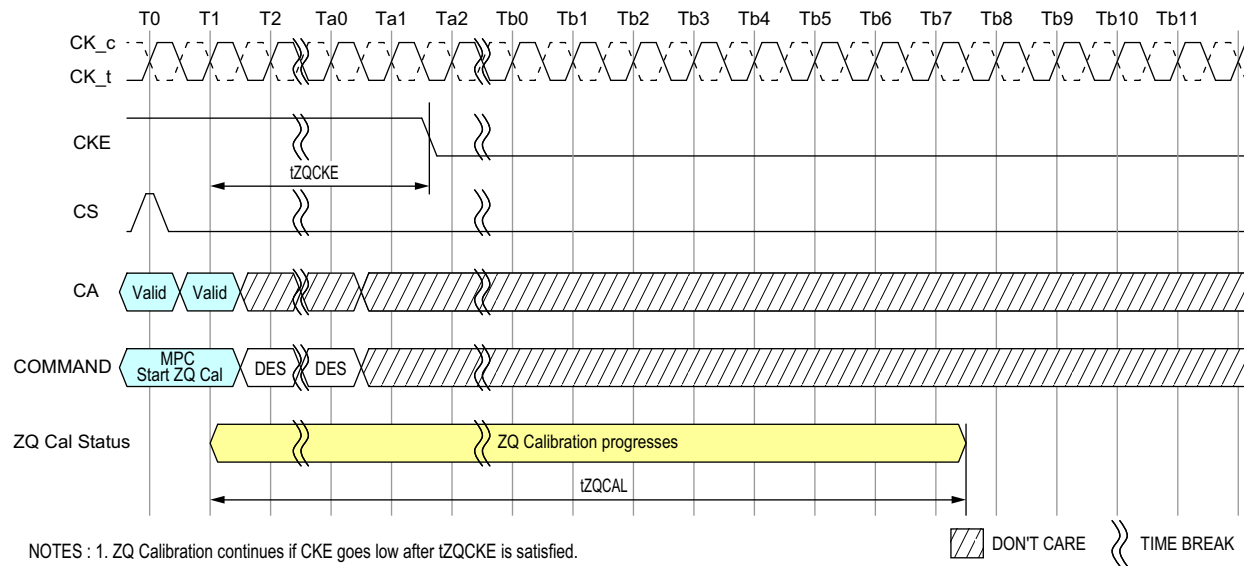 T0 T1 T2 Ta0 Ta1 Ta2 Tb0 Tb1 Tb2 Tb3 Tb4 Tb5 Tb6 Tb7 Tb8 Tb9 Tb10 Tb11
CK_c
CK_t
CKE
tZQCKE
CS
CA Valid Valid
COMMAND MPC
Start ZQ Cal DES DES
ZQ Cal Status ZQ Calibration progresses
tZQCAL
NOTES : 1. ZQ Calibration continues if CKE goes low after tZQCKE is satisfied.
DON'T CARE TIME BREAK